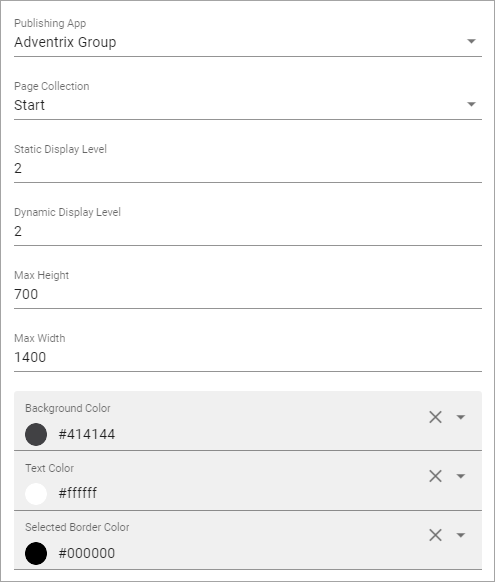 Publishing App
Adventrix Group
Page Collection
Start
Static Display Level
2
Dynamic Display Level
2
Max Height
700
Max Width
1400
Background Color
#414144
Text Color
#ffffff
Selected Border Color
#000000